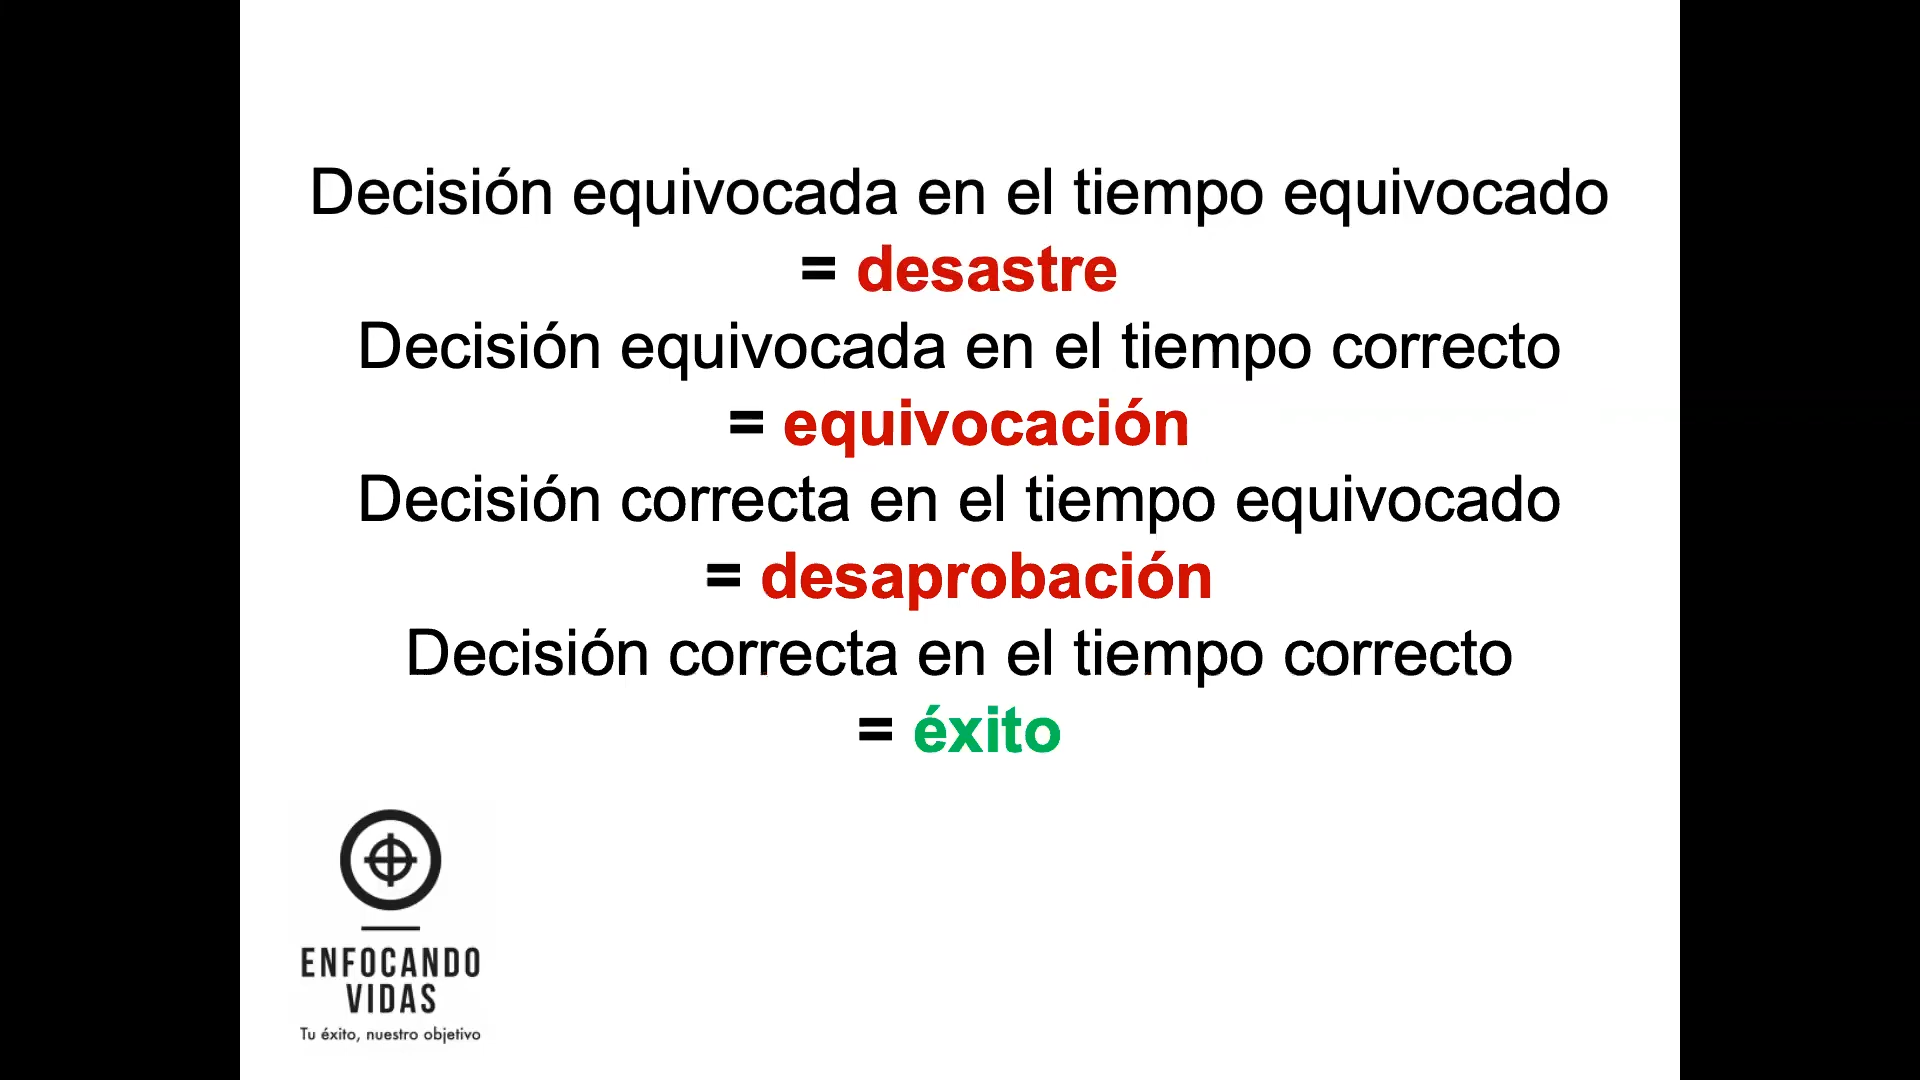 Decisión equivocada en el tiempo equivocado
= desastre
Decisión equivocada en el tiempo correcto
= equivocación
Decisión correcta en el tiempo equivocado
= desaprobación
Decisión correcta en el tiempo correcto
= éxito
ENFOCANDO
VIDAS
Tu éxito, nuestro objetivo